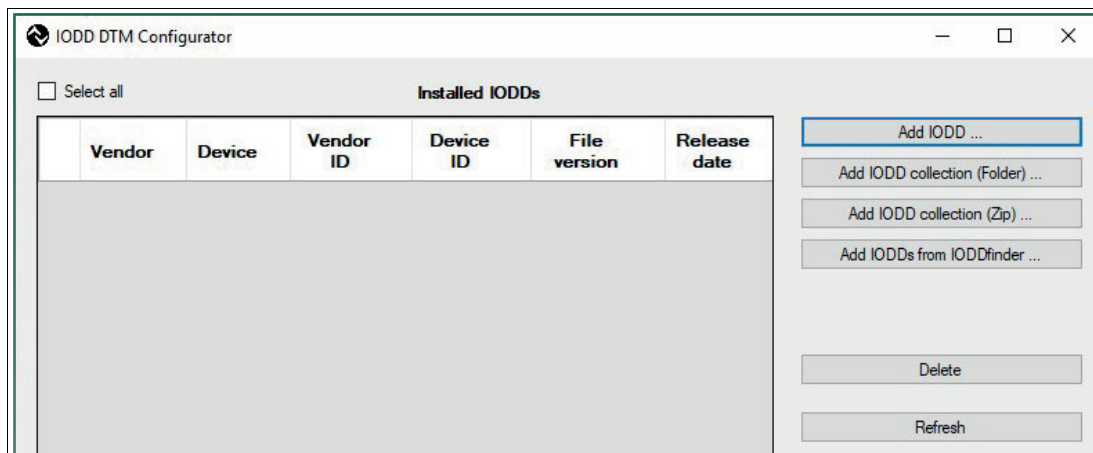 IODD DTM Configurator
Select all
Installed IODDs
Vendor Device Vendor ID Device ID File version Release date
Add IODD ...
Add IODD collection (Folder) ...
Add IODD collection (Zip) ...
Add IODDs from IODDfinder ...
Delete
Refresh